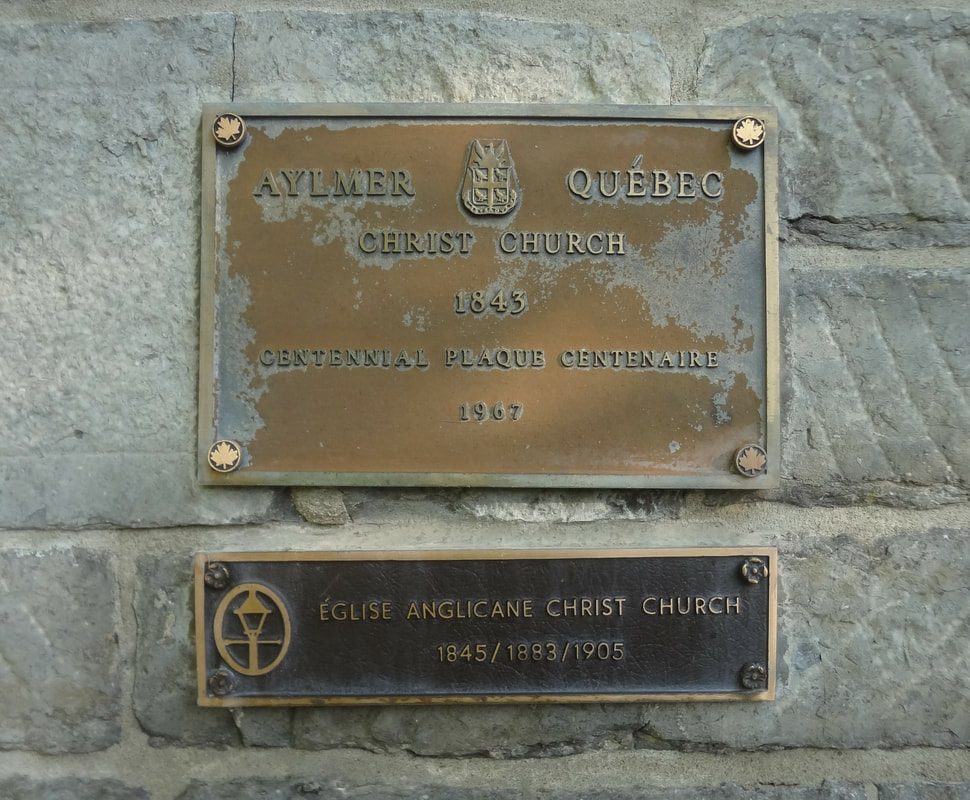 AYLMER QUÉBEC
CHRIST CHURCH
1843
CENTENNIAL PLAQUE CENTENAIRE
1967
ÉGLISE ANGLICANE CHRIST CHURCH
1845/1883/1905